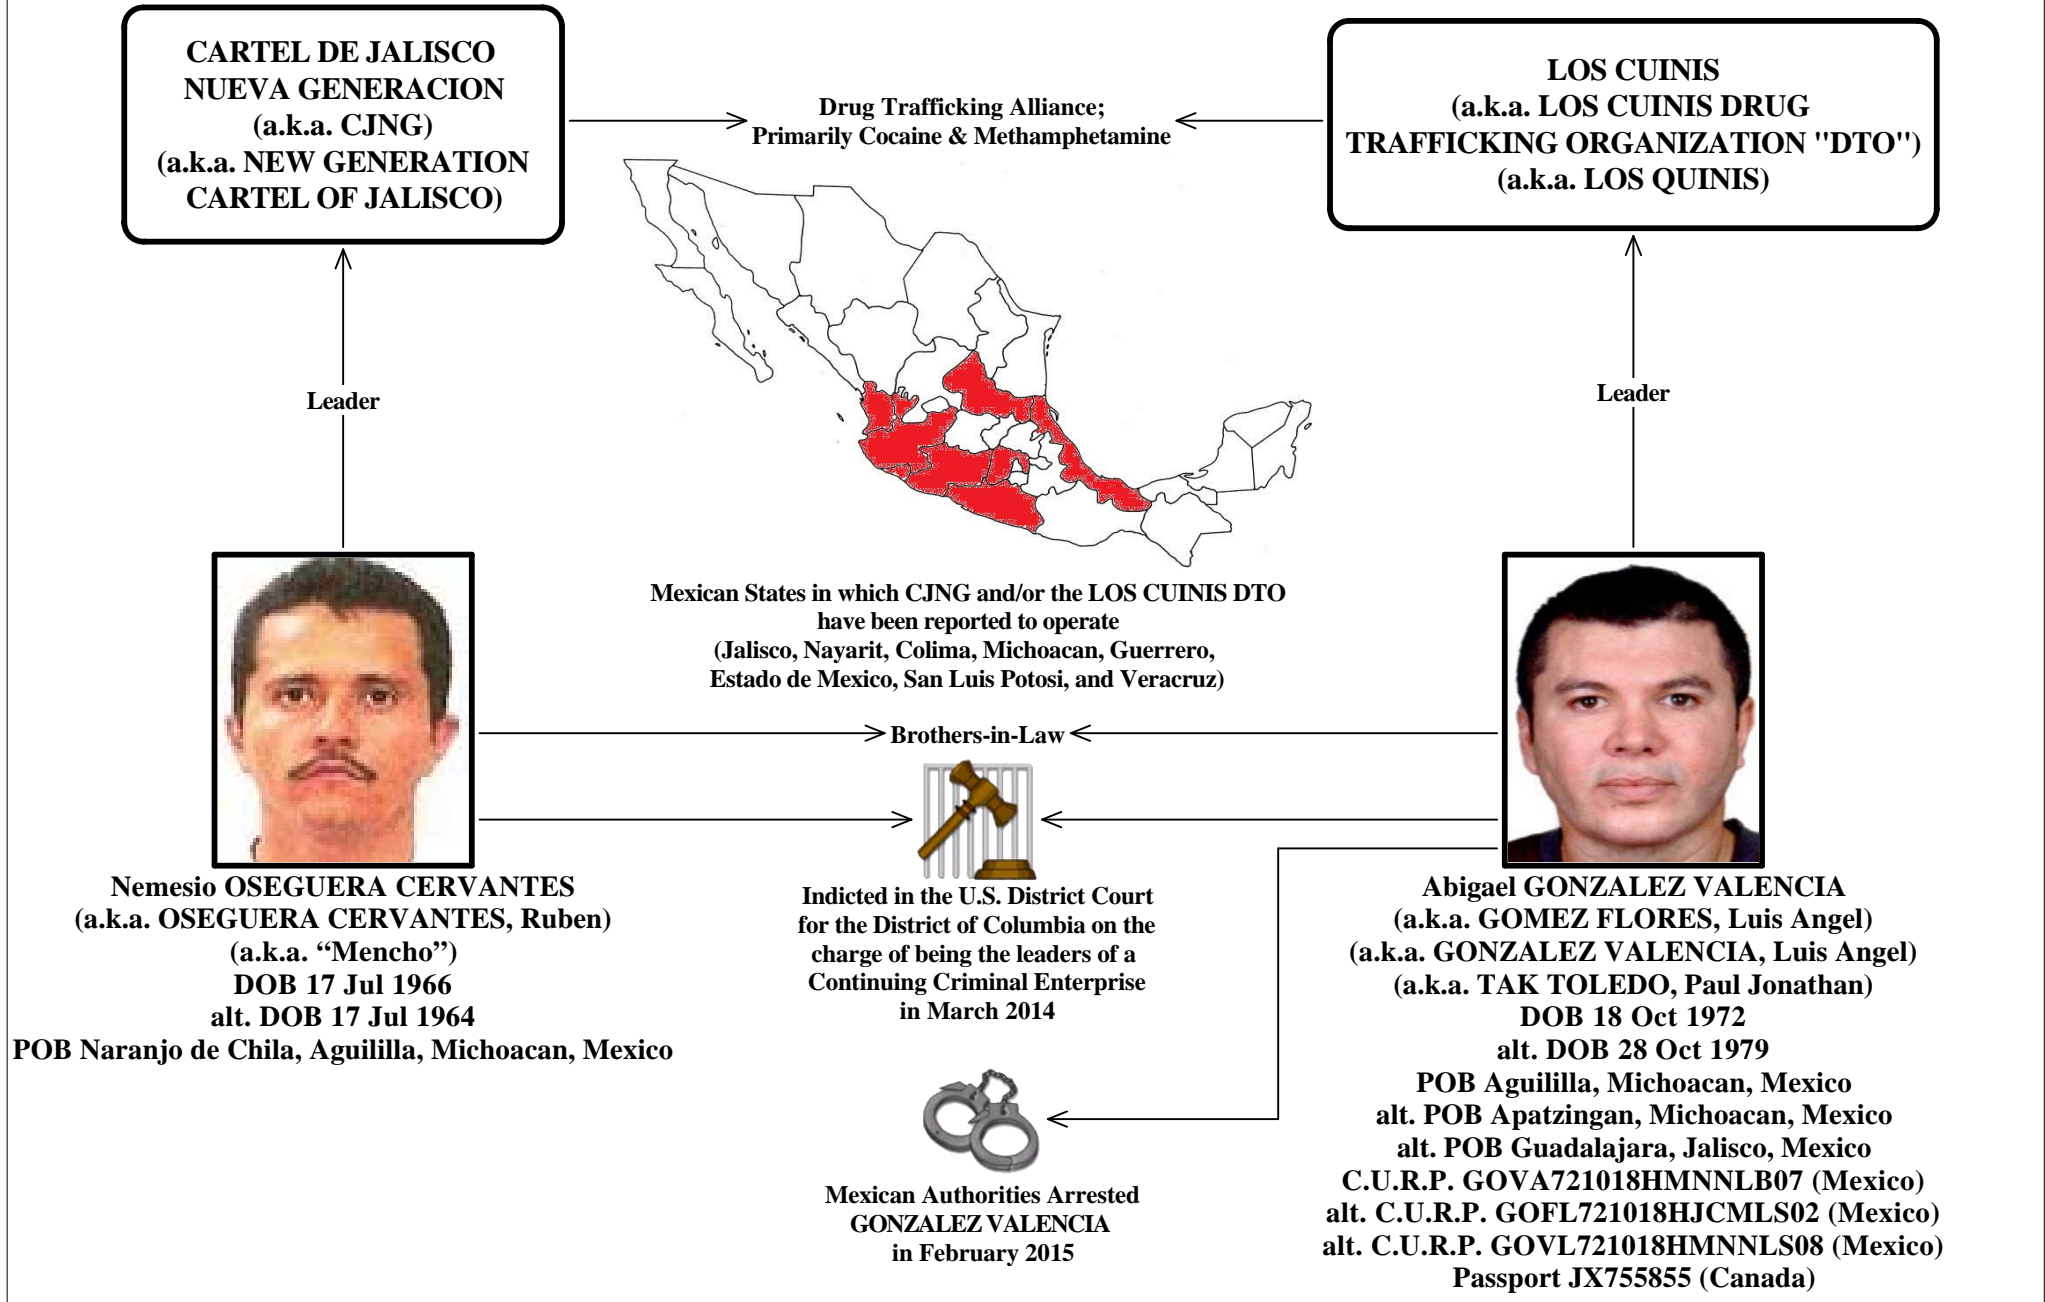 CARTEL DE JALISCO
NUEVA GENERACION
(a.k.a. CJNG)
(a.k.a. NEW GENERATION
CARTEL OF JALISCO)
Drug Trafficking Alliance;
Primarily Cocaine & Methamphetamine
LOS CUINIS
(a.k.a. LOS CUINIS DRUG
TRAFFICKING ORGANIZATION "DTO")
(a.k.a. LOS QUINIS)
Leader
Leader
Mexican States in which CJNG and/or the LOS CUINIS DTO
have been reported to operate
(Jalisco, Nayarit, Colima, Michoacan, Guerrero,
Estado de Mexico, San Luis Potosi, and Veracruz)
Brothers-in-Law
Nemesio OSEGUERA CERVANTES
(a.k.a. OSEGUERA CERVANTES, Ruben)
(a.k.a. “Mencho”)
DOB 17 Jul 1966
alt. DOB 17 Jul 1964
POB Naranjo de Chila, Aguililla, Michoacan, Mexico
Indicted in the U.S. District Court
for the District of Columbia on the
charge of being the leaders of a
Continuing Criminal Enterprise
in March 2014
Mexican Authorities Arrested
GONZALEZ VALENCIA
in February 2015
Abigael GONZALEZ VALENCIA
(a.k.a. GOMEZ FLORES, Luis Angel)
(a.k.a. GONZALEZ VALENCIA, Luis Angel)
(a.k.a. TAK TOLEDO, Paul Jonathan)
DOB 18 Oct 1972
alt. DOB 28 Oct 1979
POB Aguililla, Michoacan, Mexico
alt. POB Apatzingan, Michoacan, Mexico
alt. POB Guadalajara, Jalisco, Mexico
C.U.R.P. GOVA721018HMNNLB07 (Mexico)
alt. C.U.R.P. GOFL721018HJCMLS02 (Mexico)
alt. C.U.R.P. GOVL721018HMNNLS08 (Mexico)
Passport JX755855 (Canada)